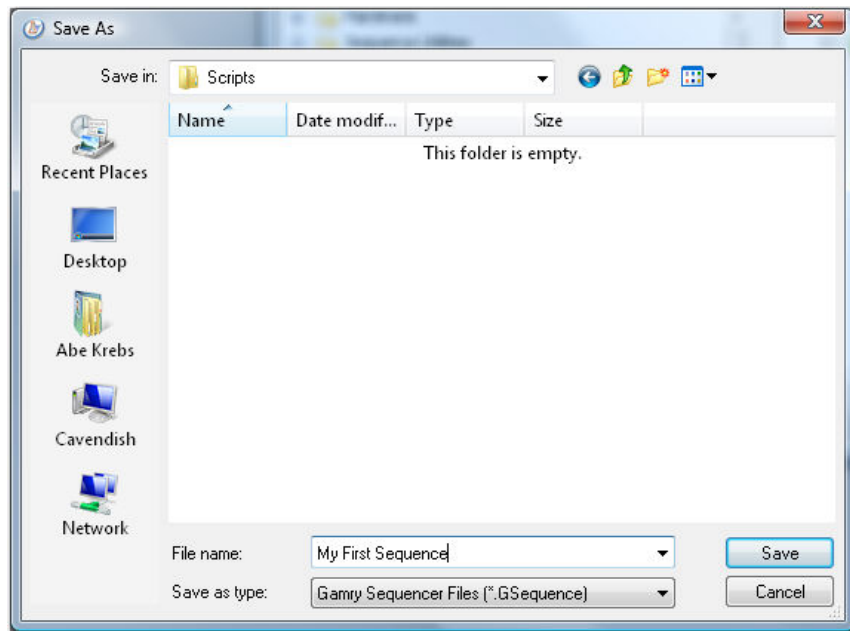 Save As
Save in: Scripts
Name Date modif... Type Size
This folder is empty.
Recent Places
Desktop
Abe Krebs
Cavendish
Network
File name: My First Sequence
Save as type: Gamry Sequencer Files (*.GSequence)
Save
Cancel